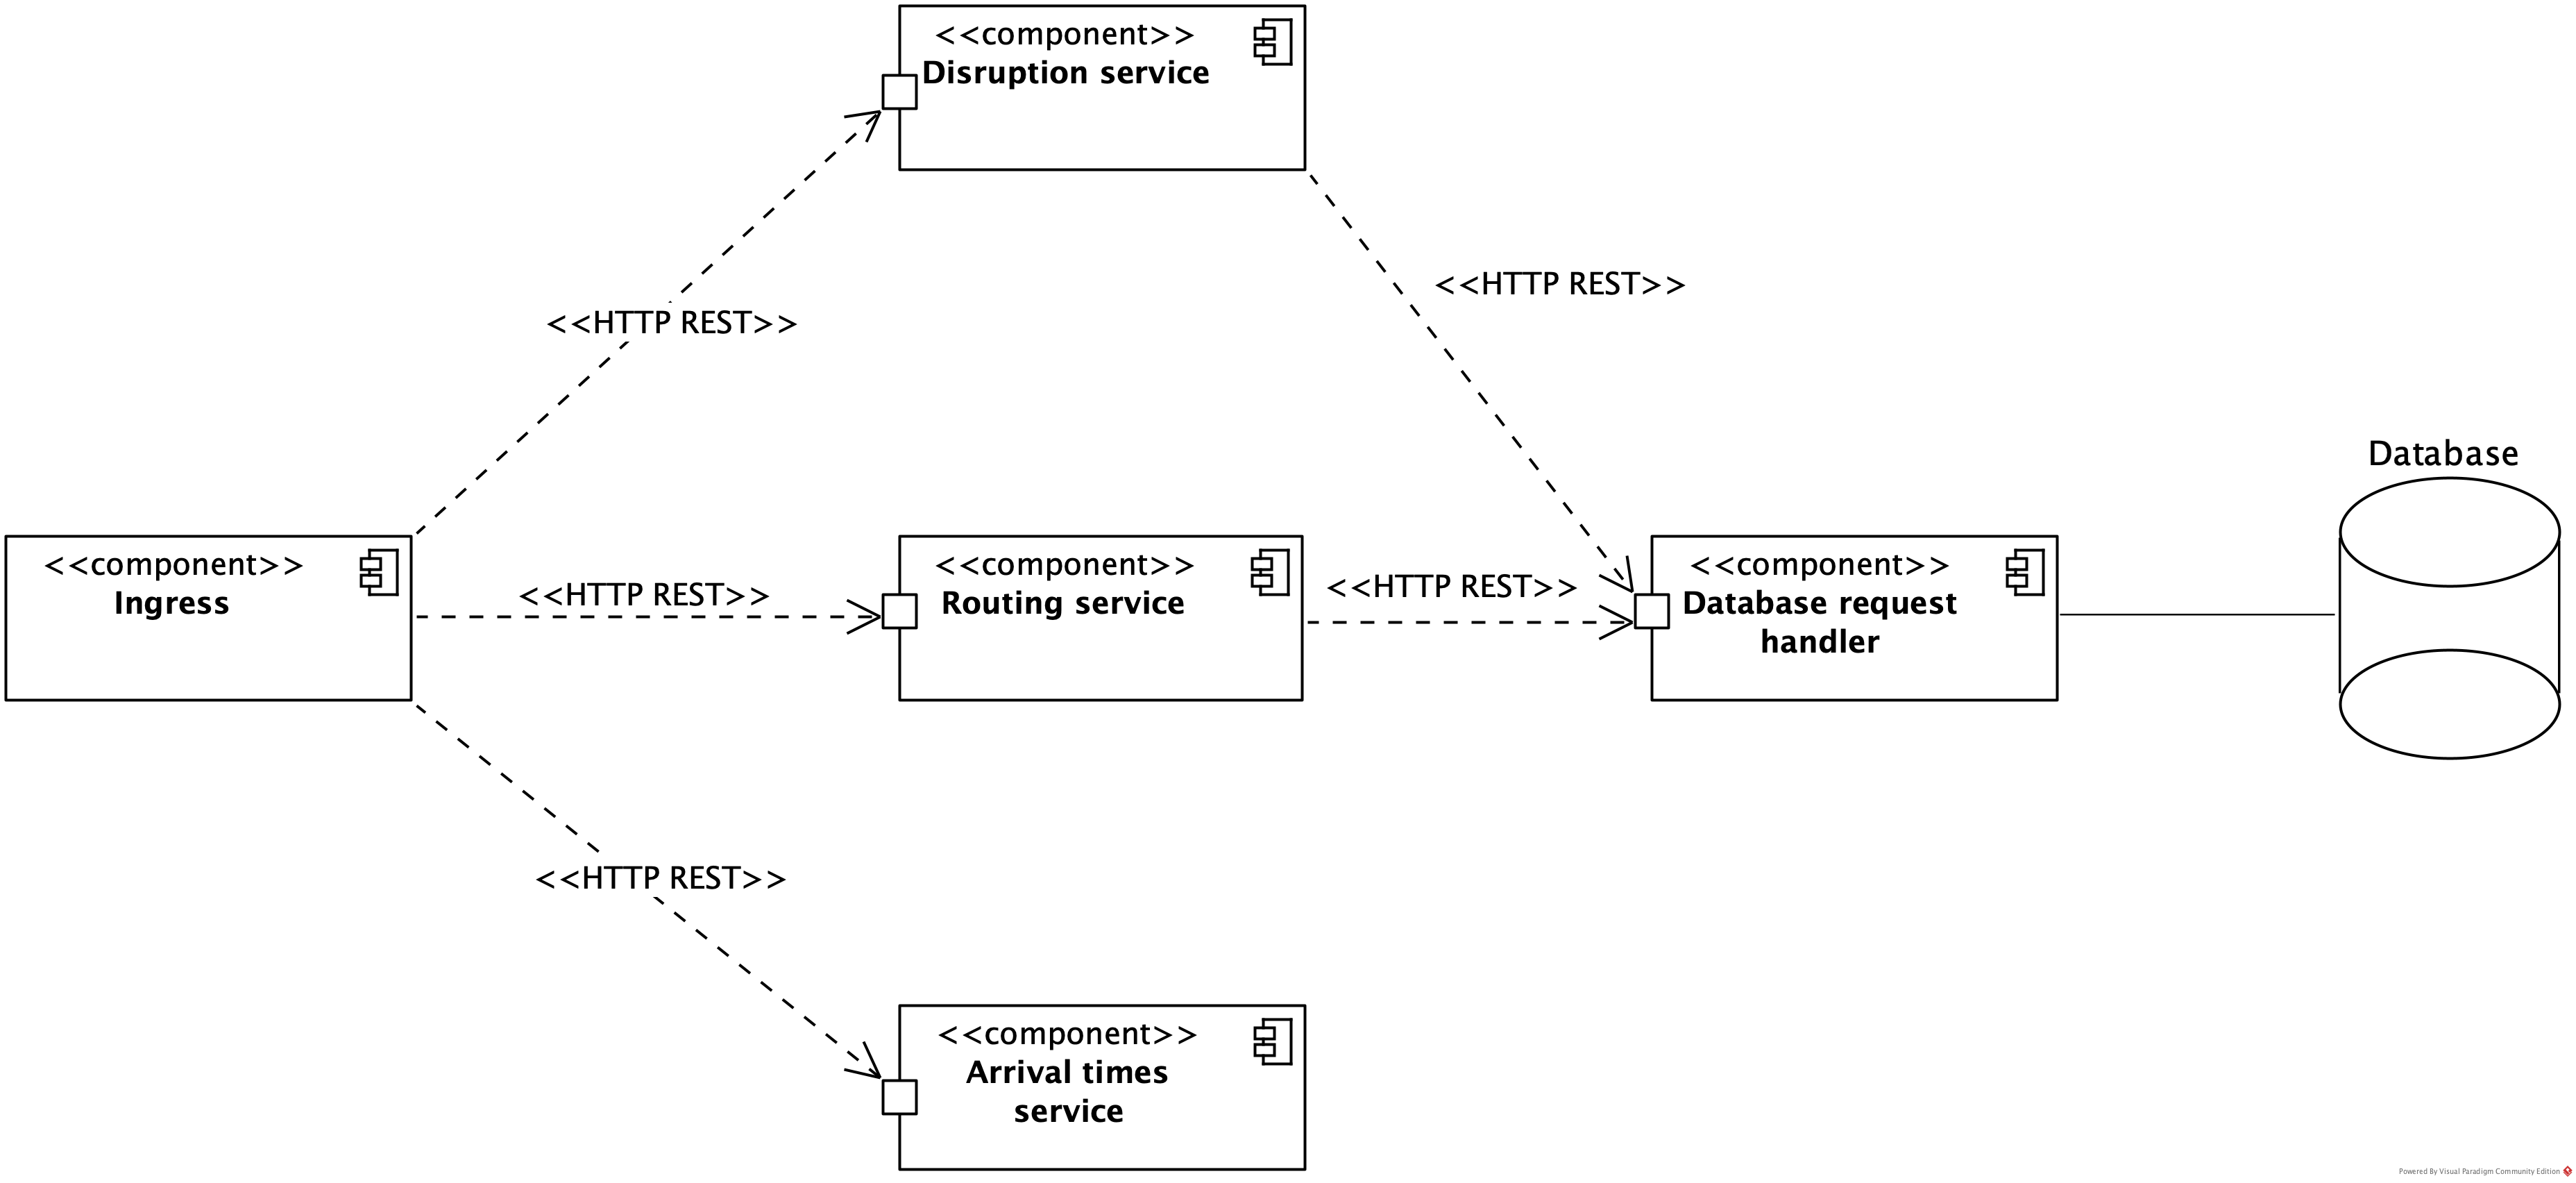 <<component>>
Disruption service
<<HTTP REST>>
<<HTTP REST>>
Database
<<component>>
Ingress
<<HTTP REST>>
<<component>>
Routing service
<<HTTP REST>>
<<component>>
Database request
handler
<<HTTP REST>>
<<component>>
Arrival times
service
Powered By Visual Paradigm Community Edition